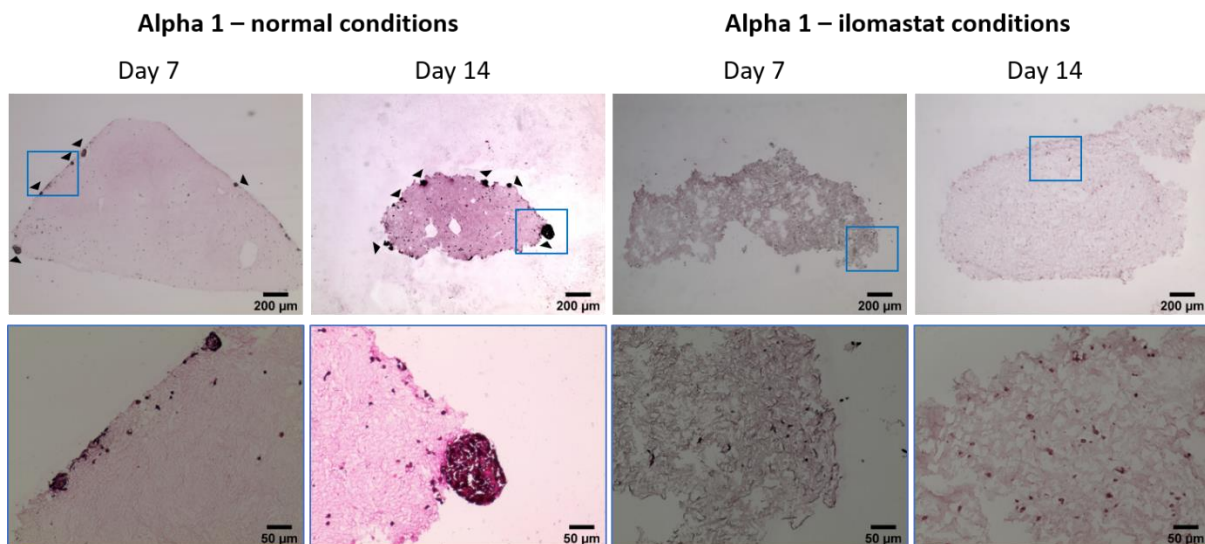 Alpha 1 – normal conditions
Alpha 1 – ilomastat conditions
Day 7
Day 14
Day 7
Day 14
200 µm
200 µm
200 µm
200 µm
50 µm
50 µm
50 µm
50 µm